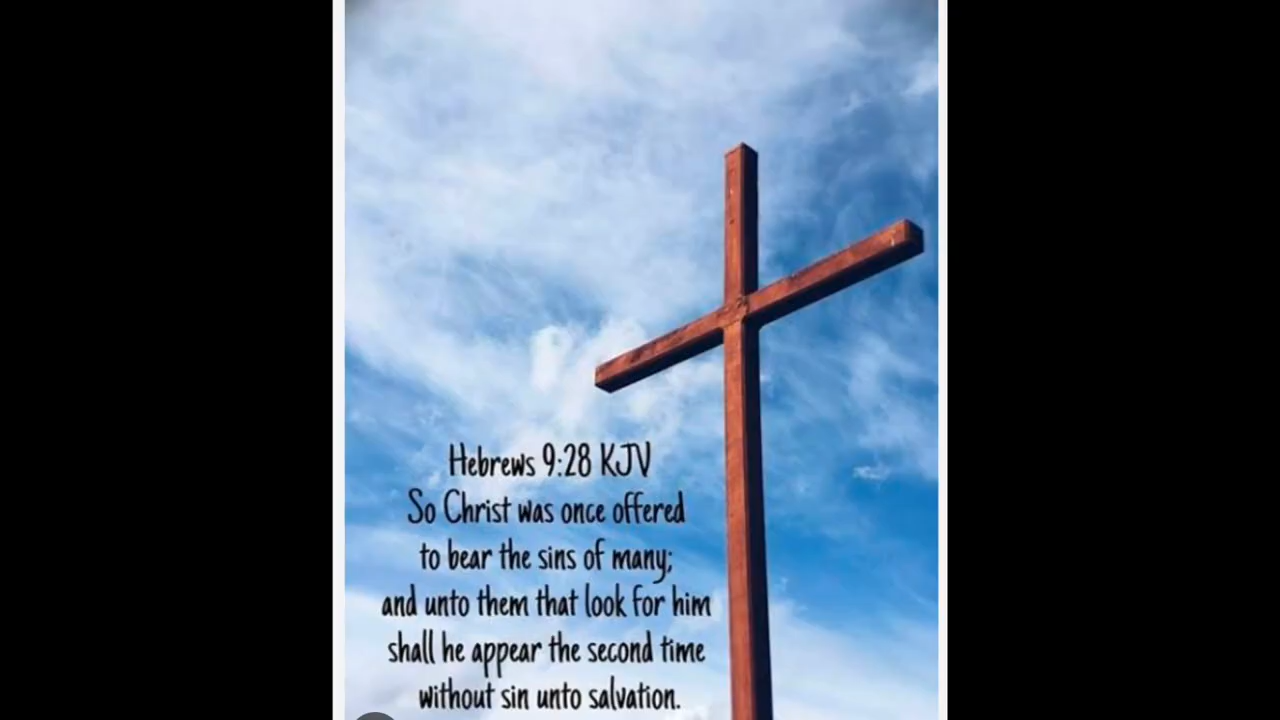 Hebrews 9:28 KJV
So Christ was once offered
to bear the sins of many;
and unto them that look for him
shall he appear the second time
without sin unto salvation.